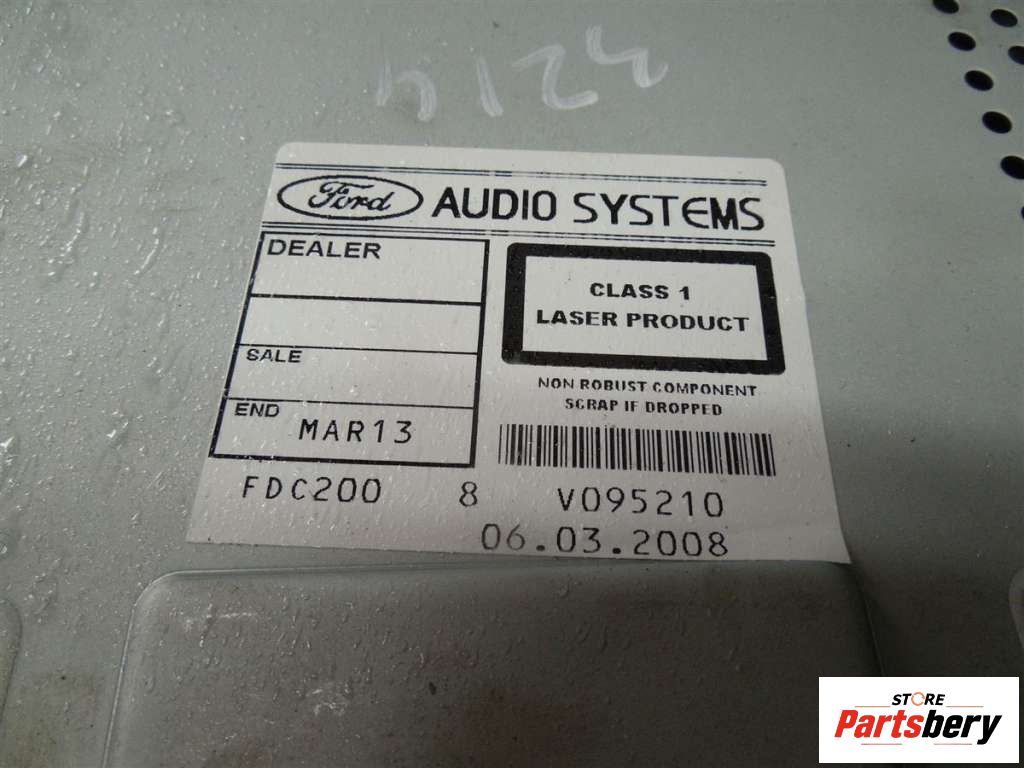 Ford AUDIO SYSTEMS
DEALER
CLASS 1
LASER PRODUCT
SALE
NON ROBUST COMPONENT
SCRAP IF DROPPED
END MAR13
FDC200 8 V095210
06.03.2008
STORE
Partsbery